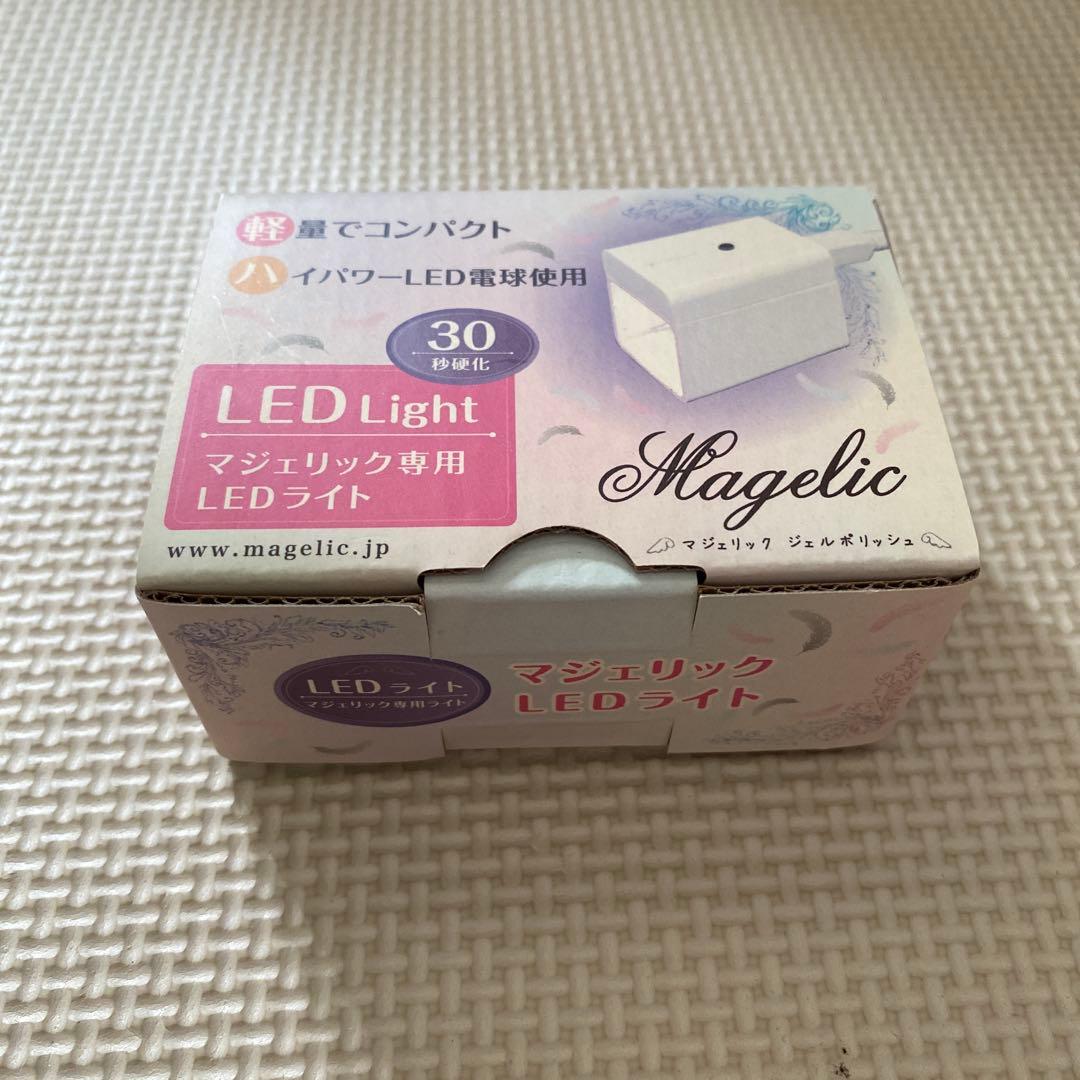 軽量でコンパクト
ハイパワーLED電球使用
30
秒硬化
LED Light
マジェリック専用
LEDライト
www.magelic.jp
Magelic
マジェリック ジェルポリッシュ
LEDライト
マジェリック専用ライト
マジェリック
LEDライト